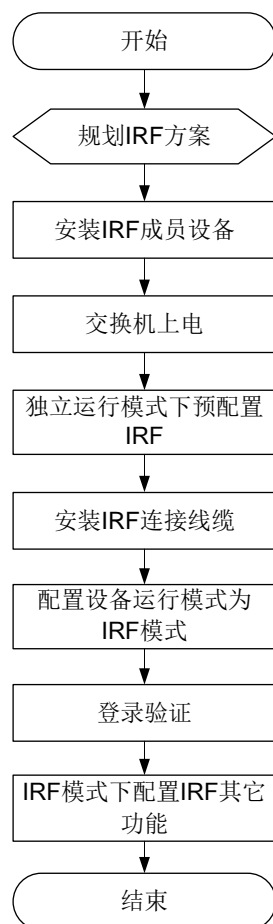 开始
规划IRF方案
安装IRF成员设备
交换机上电
独立运行模式下预配置
IRF
安装IRF连接线缆
配置设备运行模式为
IRF模式
登录验证
IRF模式下配置IRF其它
功能
结束